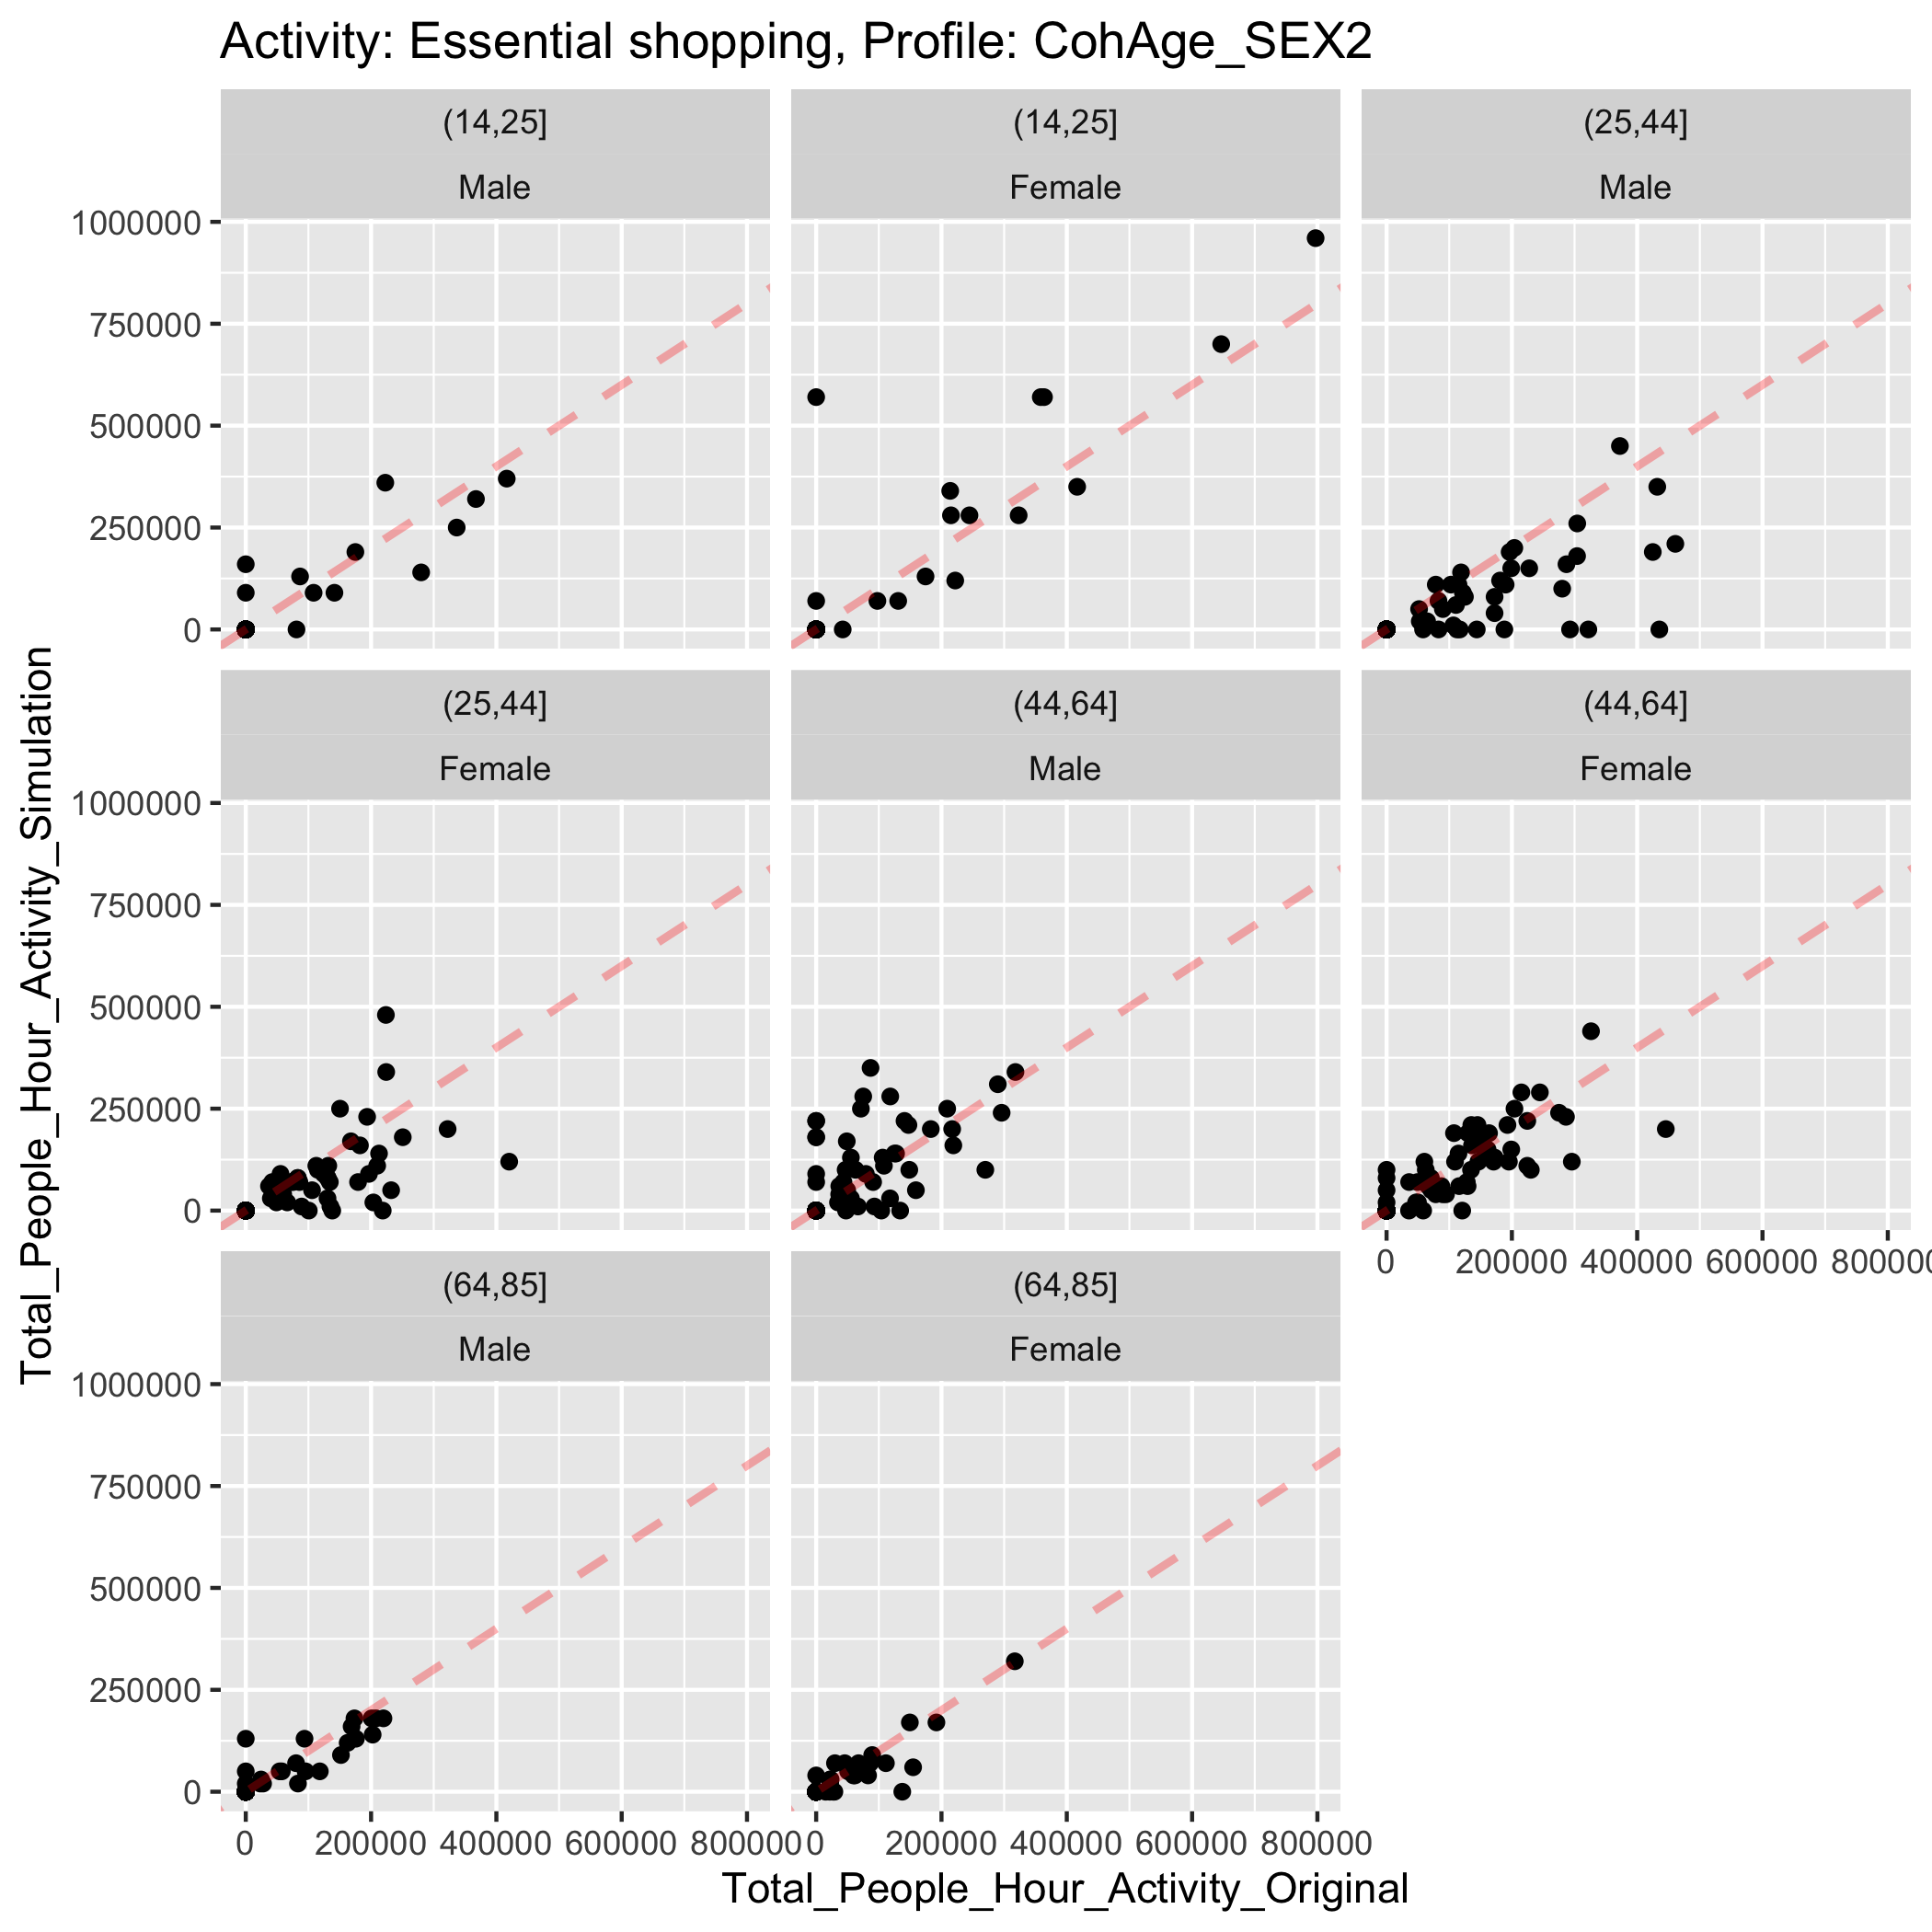 Activity: Essential shopping, Profile: CohAge_SEX2
(14,25]
Male
(14,25]
Female
(25,44]
Male
1000000
750000
500000
250000
0
(25,44]
Female
(44,64]
Male
(44,64]
Female
1000000
750000
500000
250000
0
0 200000 400000 600000 800000
(64,85]
Male
(64,85]
Female
1000000
750000
500000
250000
0
0 200000 400000 600000 800000
0 200000 400000 600000 800000
Total_People_Hour_Activity_Original
Total_People_Hour_Activity_Simulation